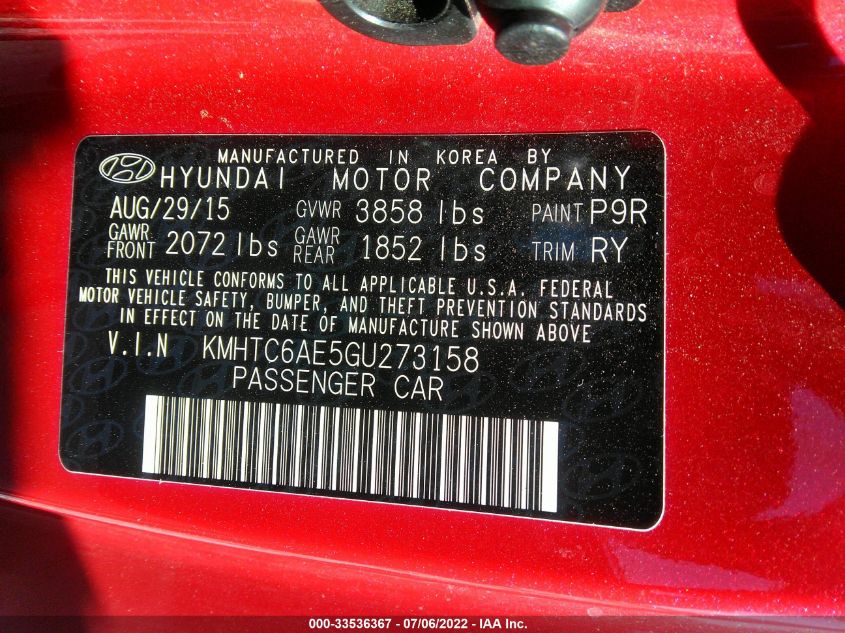 MANUFACTURED IN KOREA BY
HYUNDAI MOTOR COMPANY
AUG/29/15 GVWR 3858 lbs PAINT P9R
GAWR FRONT 2072 lbs GAWR REAR 1852 lbs TRIM RY
THIS VEHICLE CONFORMS TO ALL APPLICABLE U.S.A. FEDERAL
MOTOR VEHICLE SAFETY, BUMPER, AND THEFT PREVENTION STANDARDS
IN EFFECT ON THE DATE OF MANUFACTURE SHOWN ABOVE
V.I.N KMHTC6AE5GU273158
PASSENGER CAR
000-33536367 - 07/06/2022 - IAA Inc.